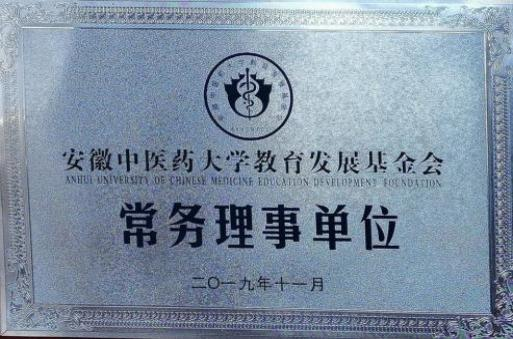 安徽中医药大学教育发展基金会
ANHUI UNIVERSITY OF CHINESE MEDICINE EDUCATION DEVELOPMENT FOUNDATION
常务理事单位
二〇一九年十一月